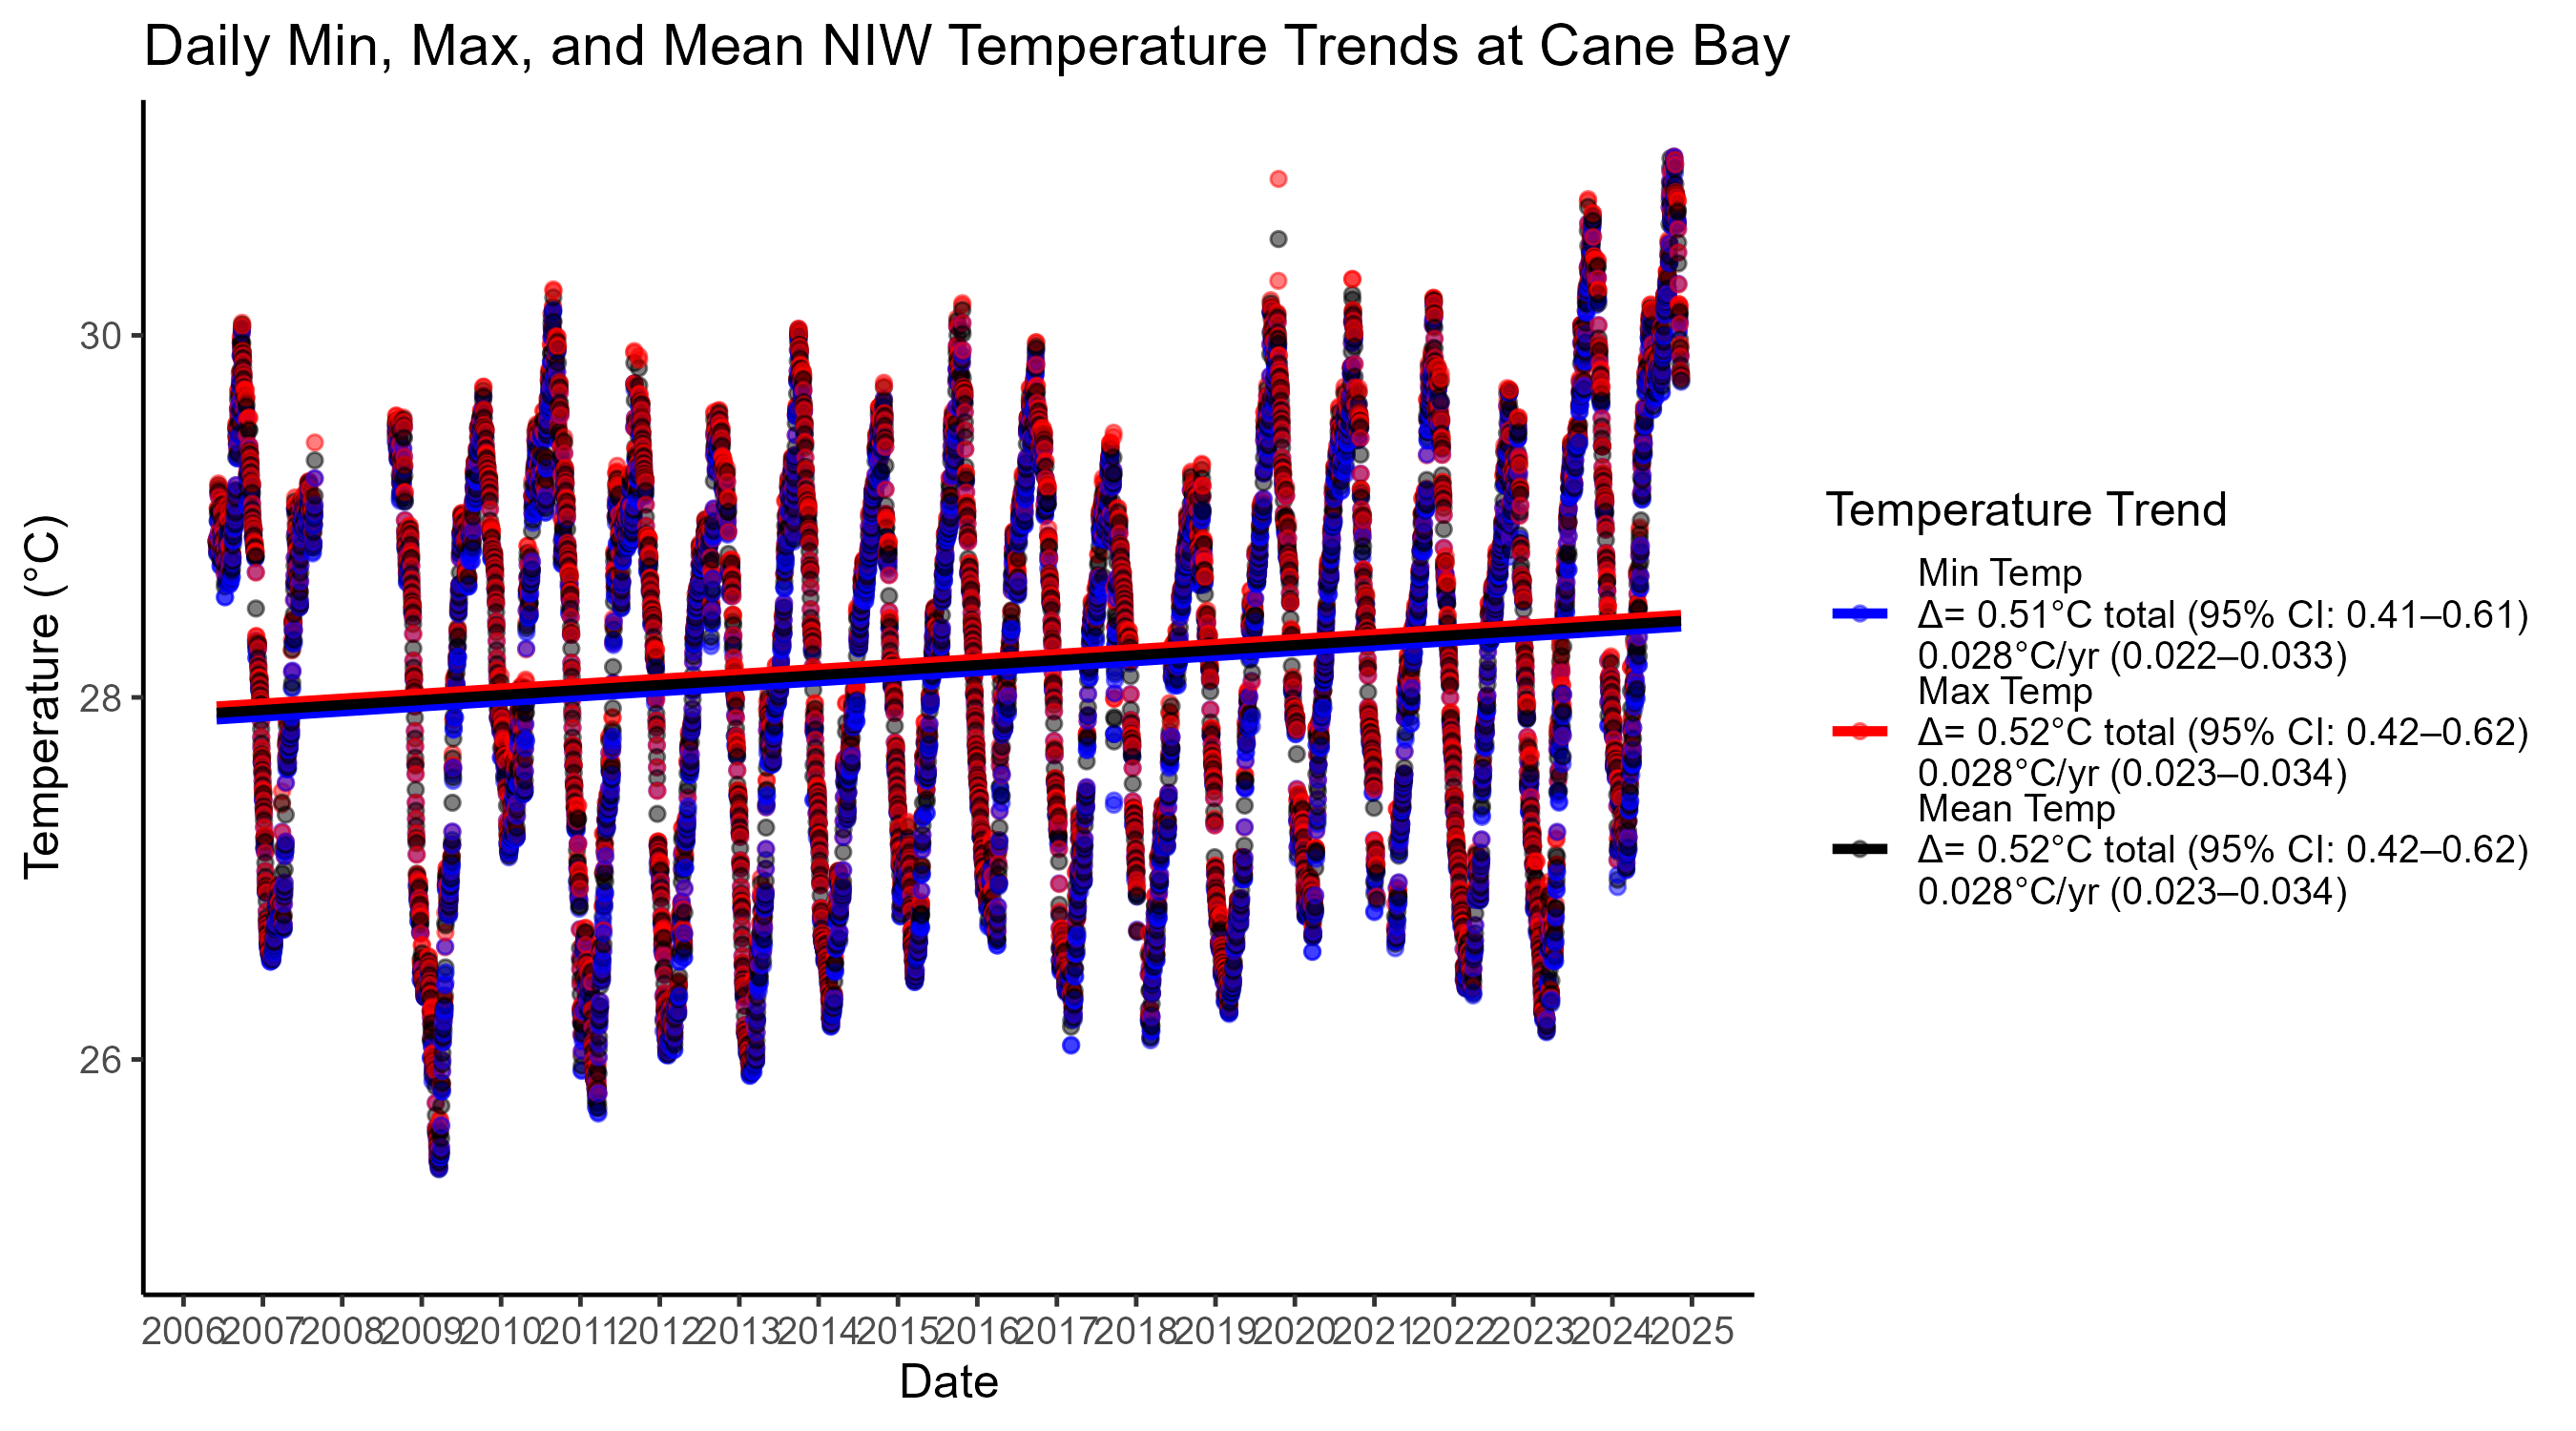 Daily Min, Max, and Mean NIW Temperature Trends at Cane Bay
Temperature (°C)
30
28
26
2006 2007 2008 2009 2010 2011 2012 2013 2014 2015 2016 2017 2018 2019 2020 2021 2022 2023 2024 2025
Date
Temperature Trend
Min Temp
Δ= 0.51°C total (95% CI: 0.41–0.61)
0.028°C/yr (0.022–0.033)
Max Temp
Δ= 0.52°C total (95% CI: 0.42–0.62)
0.028°C/yr (0.023–0.034)
Mean Temp
Δ= 0.52°C total (95% CI: 0.42–0.62)
0.028°C/yr (0.023–0.034)